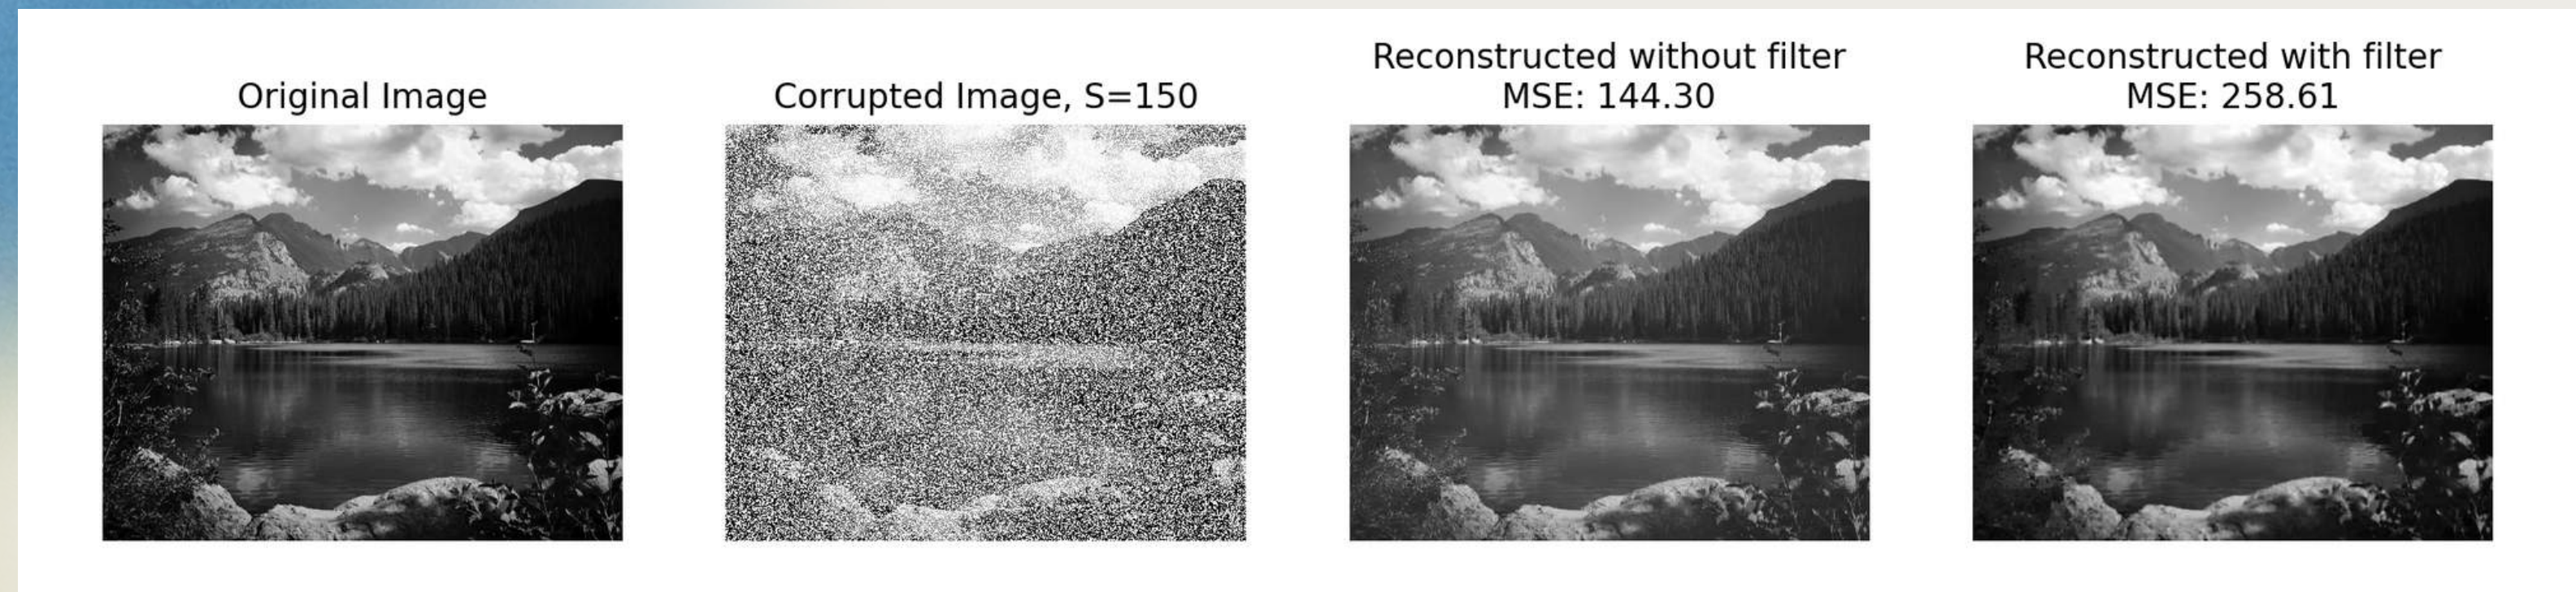 Original Image
Corrupted Image, S=150
Reconstructed without filter
MSE: 144.30
Reconstructed with filter
MSE: 258.61